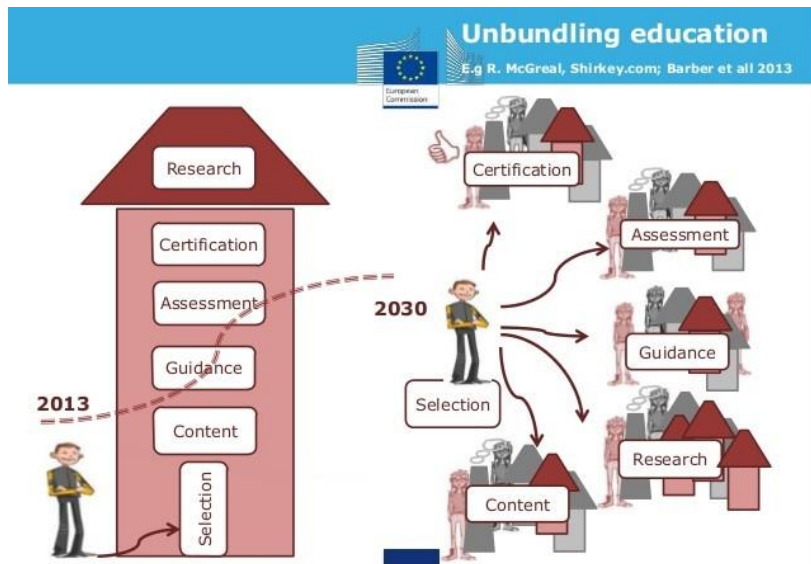 Unbundling education
E.g R. McGreal, Shirkey.com; Barber et all 2013
European
Commission
Research
Certification
Assessment
Guidance
2013
Content
Selection
2030
Selection
Certification
Assessment
Guidance
Research
Content